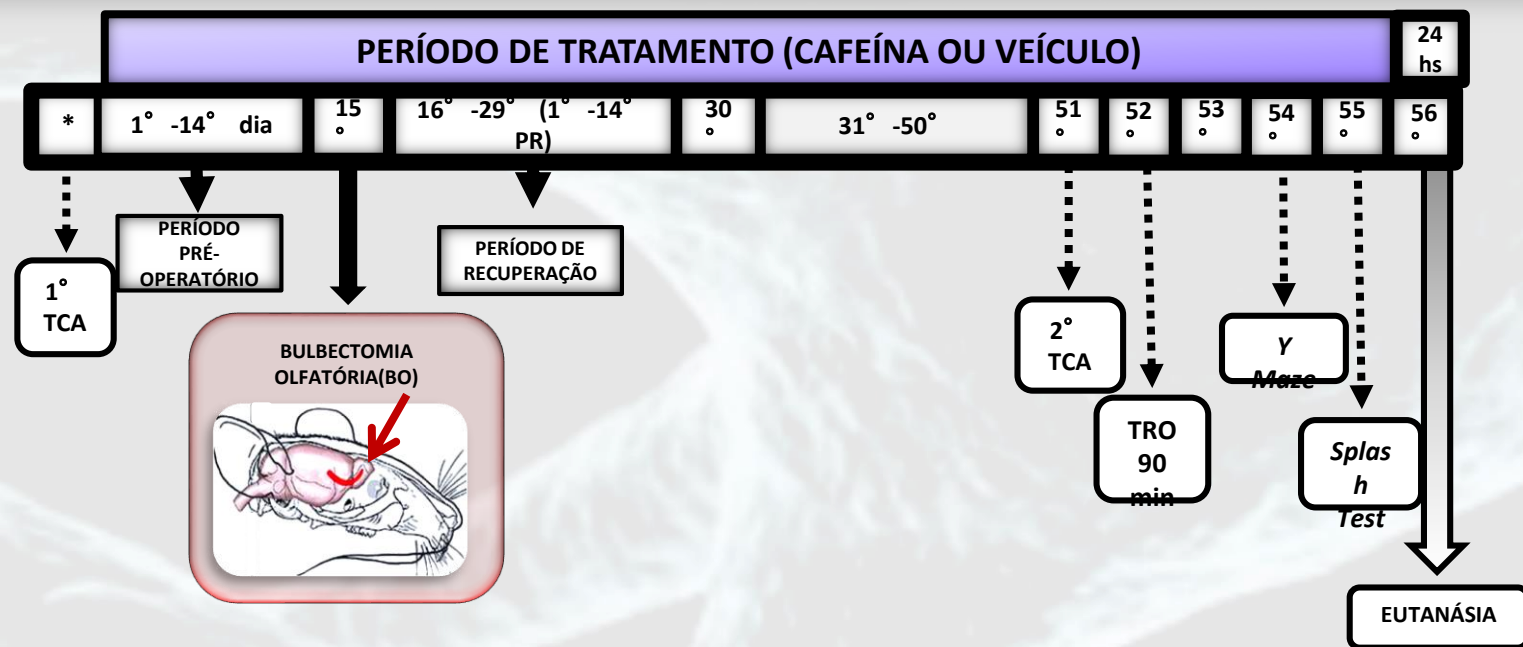 PERÍODO DE TRATAMENTO (CAFEÍNA OU VEÍCULO)
24
hs
*
1° -14° dia
15
°
16° -29° (1° -14°
PR)
30
°
31° -50°
51
°
52
°
53
°
54
°
55
°
56
°
1°
TCA
PERÍODO
PRÉ-
OPERATÓRIO
PERÍODO DE
RECUPERAÇÃO
BULBECTOMIA
OLFATÓRIA(BO)
2°
TCA
TRO
90
min
Y
Maze
Splas
h
Test
EUTANÁSIA